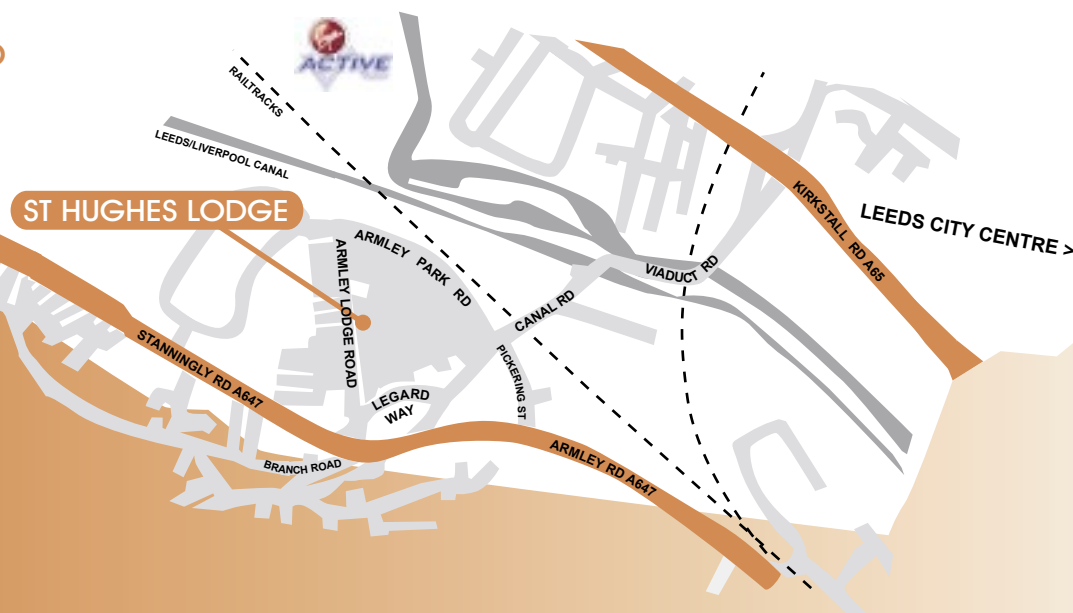 Virgin
ACTIVE
RAILTRACKS
LEEDS/LIVERPOOL CANAL
ST HUGHES LODGE
ARMLEY PARK RD
ARMLEY LODGE ROAD
KIRKSTALL RD A65
LEEDS CITY CENTRE >
VIADUCT RD
CANAL RD
STANNINGLY RD A647
PICKERING ST
LEGARD
WAY
BRANCH ROAD
ARMLEY RD A647